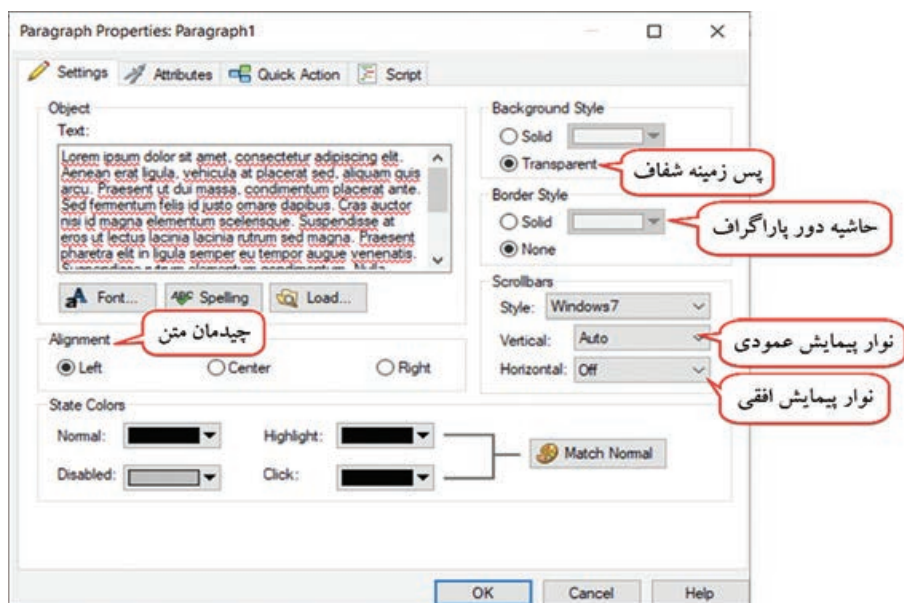 Paragraph Properties: Paragraph1
Settings Attributes Quick Action Script
Object
Text:
Lorem ipsum dolor sit amet, consectetur adipiscing elit.
Aenean erat ligula, vehicula at placerat sed, aliquam quis
arcu. Praesent ut dui massa, condimentum placerat ante.
Sed fermentum felis id justo ornare dapibus. Cras auctor
nisi id magna elementum scelerisque. Suspendisse at
eros ut lectus lacinia lacinia rutrum sed magna. Praesent
pharetra elit in ligula semper eu tempor augue venenatis.
Suspendisse rutrum elementum condimentum. Nulla
Font... Spelling Load...
Alignment
چیدمان متن
Left Center Right
Background Style
Solid
Transparent
پس زمینه شفاف
Border Style
Solid
حاشیه دور پاراگراف
None
Scrollbars
Style: Windows7
Vertical: Auto
نوار پیمایش عمودی
Horizontal: Off
نوار پیمایش افقی
State Colors
Normal: Highlight:
Disabled: Click:
Match Normal
OK Cancel Help